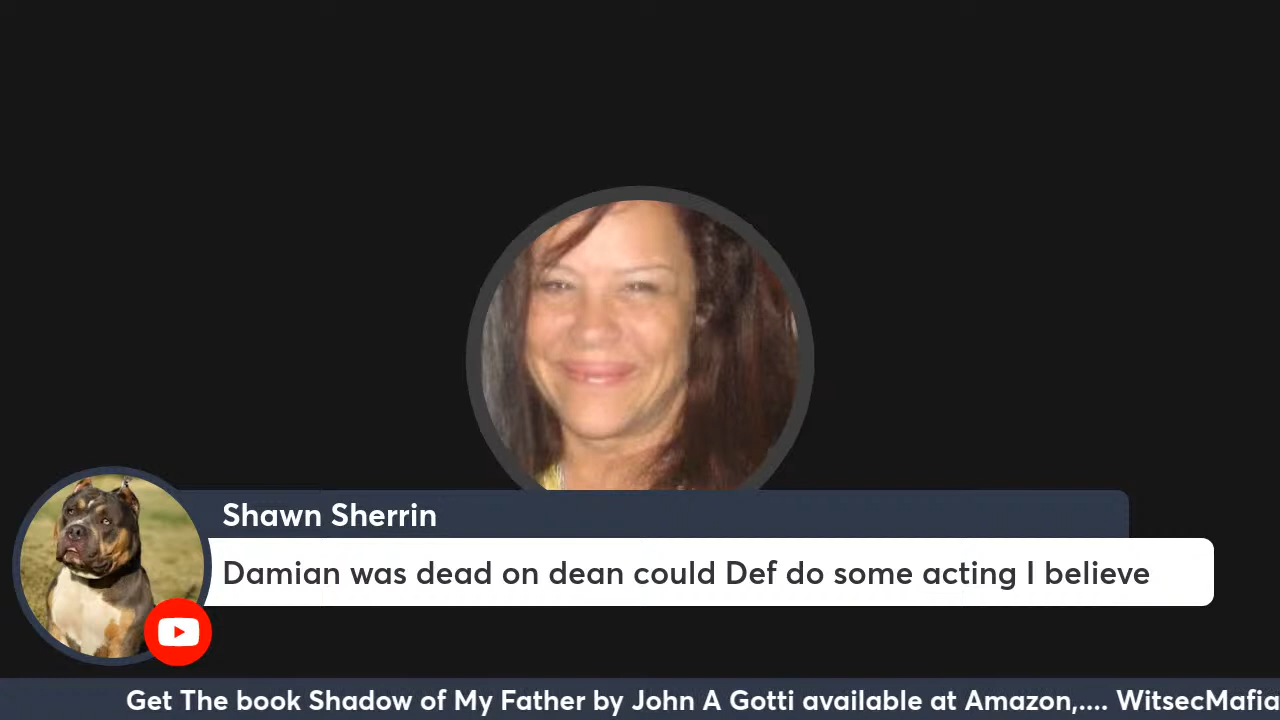 Shawn Sherrin
Damian was dead on dean could Def do some acting I believe
Get The book Shadow of My Father by John A Gotti available at Amazon,.... WitsecMafia